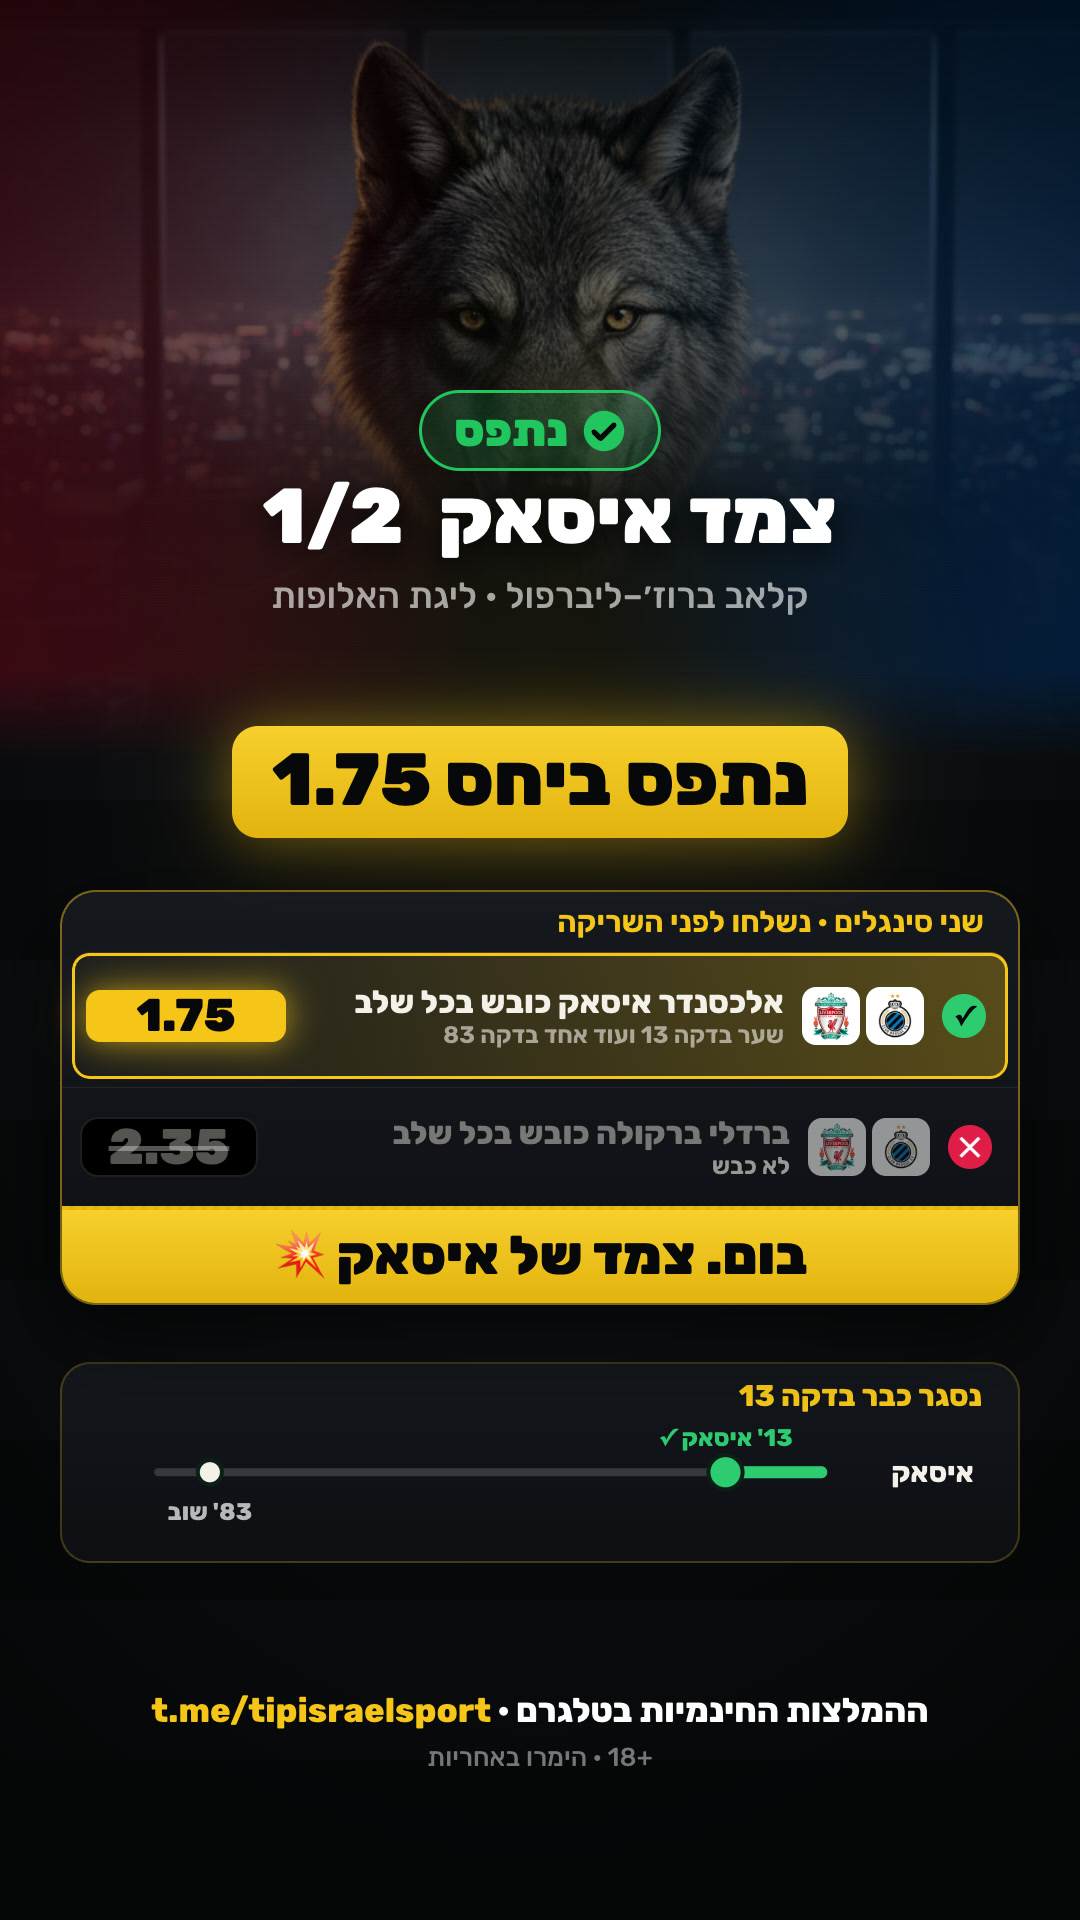 נתפס
צמד איסאק 1/2
קלאב ברוז'–ליברפול • ליגת האלופות
נתפס ביחס 1.75
שני סינגלים • נשלחו לפני השריקה
אלכסנדר איסאק כובש בכל שלב
1.75
שער בדקה 13 ועוד אחד בדקה 83
ברדלי ברקולה כובש בכל שלב
2.35
לא כבש
בום. צמד של איסאק 💥
נסגר כבר בדקה 13
13' איסאק ✓
איסאק
83' שוב
ההמלצות החינמיות בטלגרם • t.me/tipisraelsport
18+ • הימרו באחריות